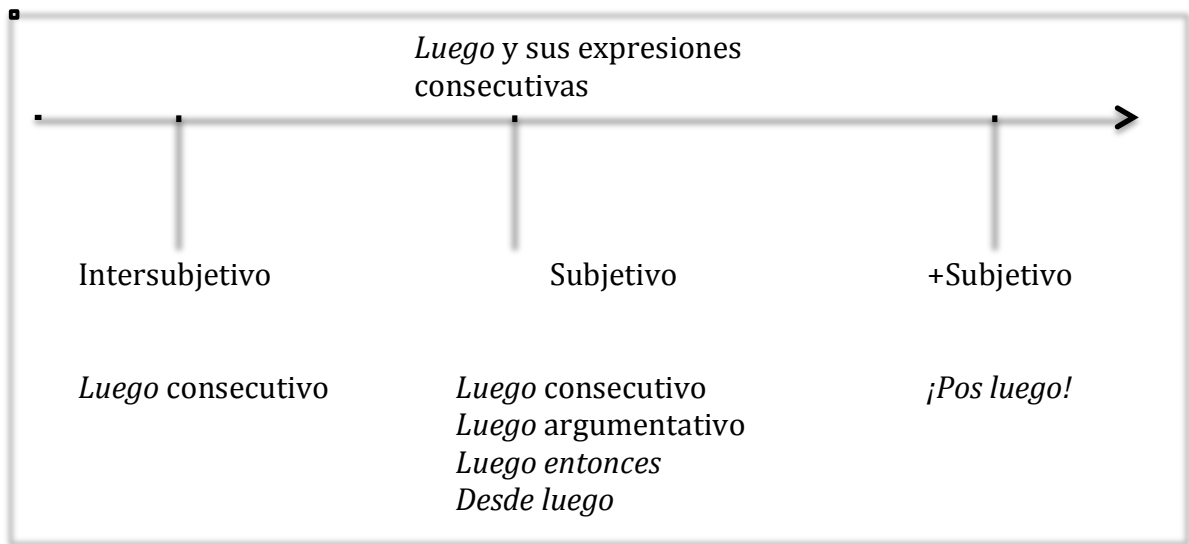 Luego y sus expresiones
consecutivas
Intersubjetivo
Subjetivo
+Subjetivo
Luego consecutivo
Luego consecutivo
Luego argumentativo
Luego entonces
Desde luego
¡Pos luego!